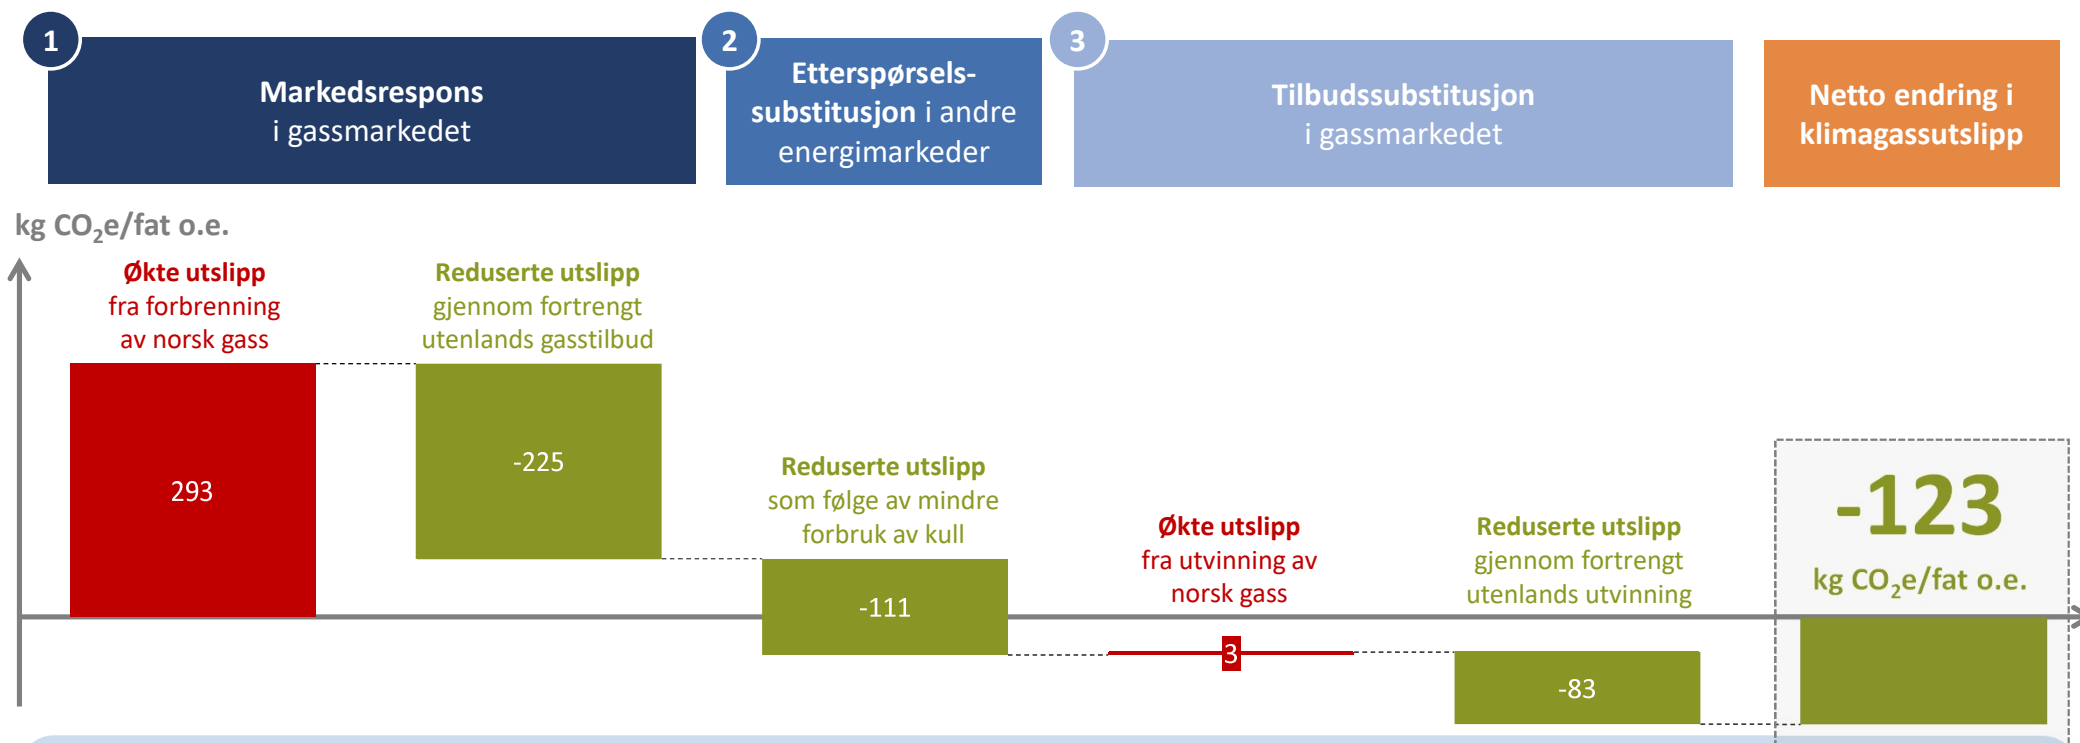 1
Markedsrespons
i gassmarkedet
2
Etterspørsels-
substitusjon i andre
energimarkeder
3
Tilbudssubstitusjon
i gassmarkedet
Netto endring i
klimagassutslipp
kg CO₂e/fat o.e.
Økte utslipp
fra forbrenning
av norsk gass
293
Reduserte utslipp
gjennom fortrengt
utenlands gasstilbud
-225
Reduserte utslipp
som følge av mindre
forbruk av kull
-111
Økte utslipp
fra utvinning av
norsk gass
3
Reduserte utslipp
gjennom fortrengt
utenlands utvinning
-83
-123
kg CO₂e/fat o.e.